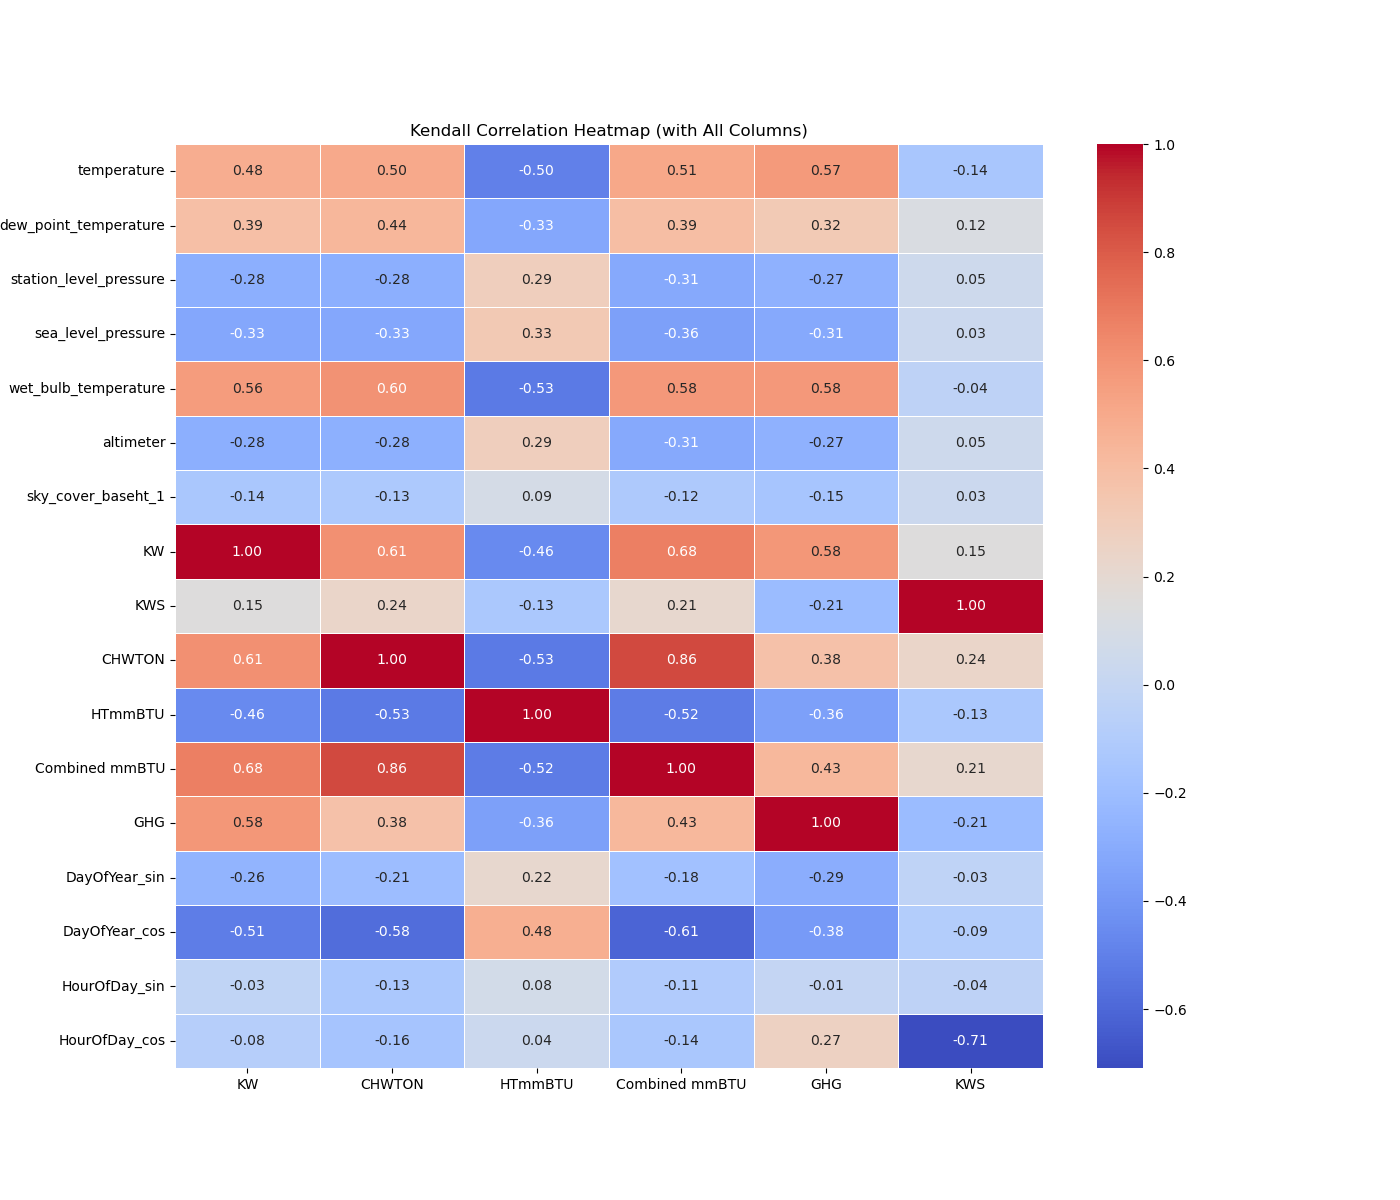 Kendall Correlation Heatmap (with All Columns)
temperature 0.48 0.50 -0.50 0.51 0.57 -0.14
dew_point_temperature 0.39 0.44 -0.33 0.39 0.32 0.12
station_level_pressure -0.28 -0.28 0.29 -0.31 -0.27 0.05
sea_level_pressure -0.33 -0.33 0.33 -0.36 -0.31 0.03
wet_bulb_temperature 0.56 0.60 -0.53 0.58 0.58 -0.04
altimeter -0.28 -0.28 0.29 -0.31 -0.27 0.05
sky_cover_baseht_1 -0.14 -0.13 0.09 -0.12 -0.15 0.03
KW 1.00 0.61 -0.46 0.68 0.58 0.15
KWS 0.15 0.24 -0.13 0.21 -0.21 1.00
CHWTON 0.61 1.00 -0.53 0.86 0.38 0.24
HTmmBTU -0.46 -0.53 1.00 -0.52 -0.36 -0.13
Combined mmBTU 0.68 0.86 -0.52 1.00 0.43 0.21
GHG 0.58 0.38 -0.36 0.43 1.00 -0.21
DayOfYear_sin -0.26 -0.21 0.22 -0.18 -0.29 -0.03
DayOfYear_cos -0.51 -0.58 0.48 -0.61 -0.38 -0.09
HourOfDay_sin -0.03 -0.13 0.08 -0.11 -0.01 -0.04
HourOfDay_cos -0.08 -0.16 0.04 -0.14 0.27 -0.71
KW CHWTON HTmmBTU Combined mmBTU GHG KWS
1.0
0.8
0.6
0.4
0.2
0.0
−0.2
−0.4
−0.6